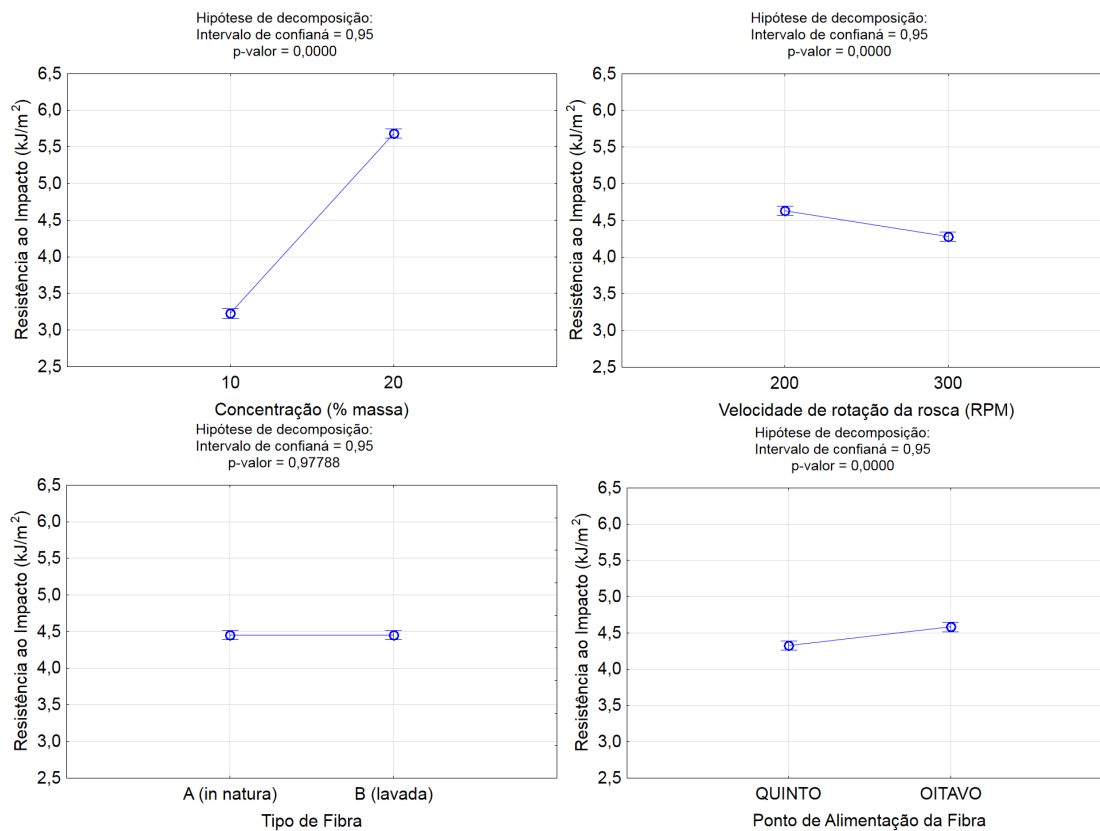 Hipótese de decomposição:
Intervalo de confianá = 0,95
p-valor = 0,0000
6,5
6,0
5,5
5,0
4,5
4,0
3,5
3,0
2,5
Resistência ao Impacto (kJ/m²)
10 20
Concentração (% massa)
Hipótese de decomposição:
Intervalo de confianá = 0,95
p-valor = 0,0000
6,5
6,0
5,5
5,0
4,5
4,0
3,5
3,0
2,5
Resistência ao Impacto (kJ/m²)
200 300
Velocidade de rotação da rosca (RPM)
Hipótese de decomposição:
Intervalo de confianá = 0,95
p-valor = 0,97788
6,5
6,0
5,5
5,0
4,5
4,0
3,5
3,0
2,5
Resistência ao Impacto (kJ/m²)
A (in natura) B (lavada)
Tipo de Fibra
Hipótese de decomposição:
Intervalo de confianá = 0,95
p-valor = 0,0000
6,5
6,0
5,5
5,0
4,5
4,0
3,5
3,0
2,5
Resistência ao Impacto (kJ/m²)
QUINTO OITAVO
Ponto de Alimentação da Fibra